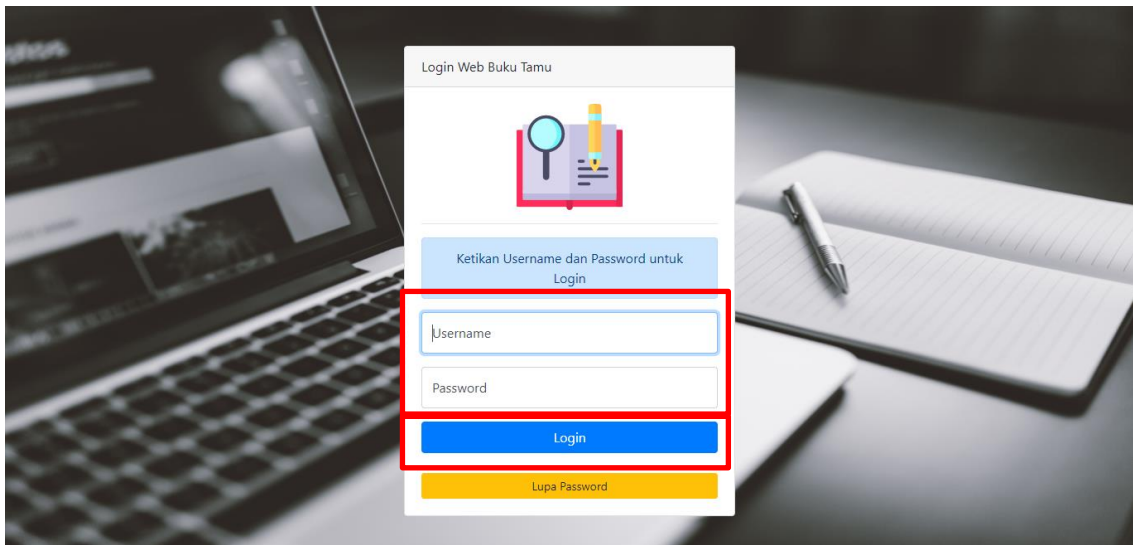 Login Web Buku Tamu
Ketikan Username dan Password untuk
Login
Username
Password
Login
Lupa Password